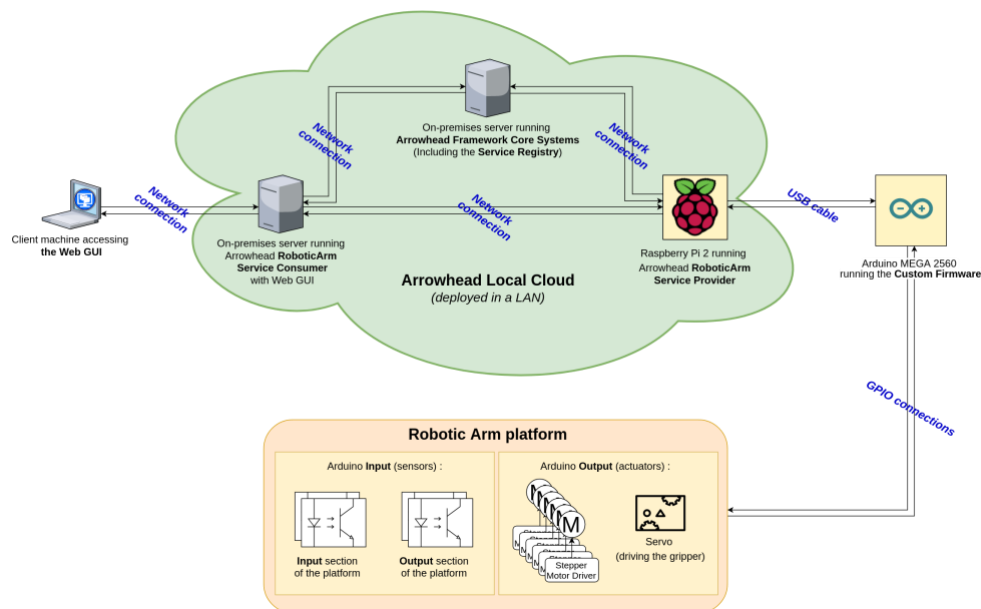 On-premises server running
Arrowhead Framework Core Systems
(Including the Service Registry)
Network
connection
Network
connection
Network
connection
Network
connection
USB cable
Client machine accessing
the Web GUI
On-premises server running
Arrowhead RoboticArm
Service Consumer
with Web GUI
Raspberry Pi 2 running
Arrowhead RoboticArm
Service Provider
Arduino MEGA 2560
running the Custom Firmware
Arrowhead Local Cloud
(deployed in a LAN)
GPIO connections
Robotic Arm platform
Arduino Input (sensors) :
Arduino Output (actuators) :
M
Input section
of the platform
Output section
of the platform
Stepper
Motor Driver
Servo
(driving the gripper)